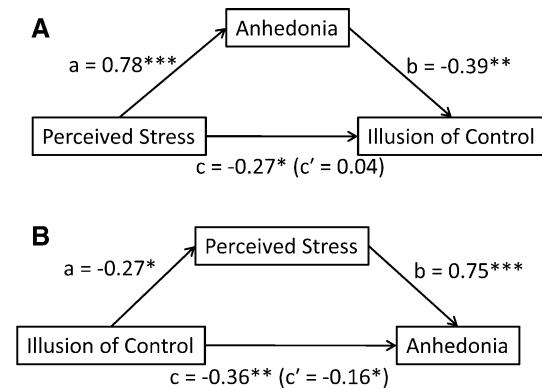 A
Anhedonia
a = 0.78***
b = -0.39**
Perceived Stress
Illusion of Control
c = -0.27* (c′ = 0.04)
B
Perceived Stress
a = -0.27*
b = 0.75***
Illusion of Control
Anhedonia
c = -0.36** (c′ = -0.16*)